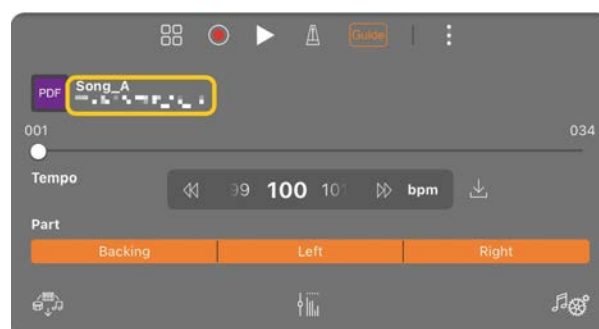 Guide
PDF
Song_A
001
034
Tempo
99 100 101 bpm
Part
Backing Left Right